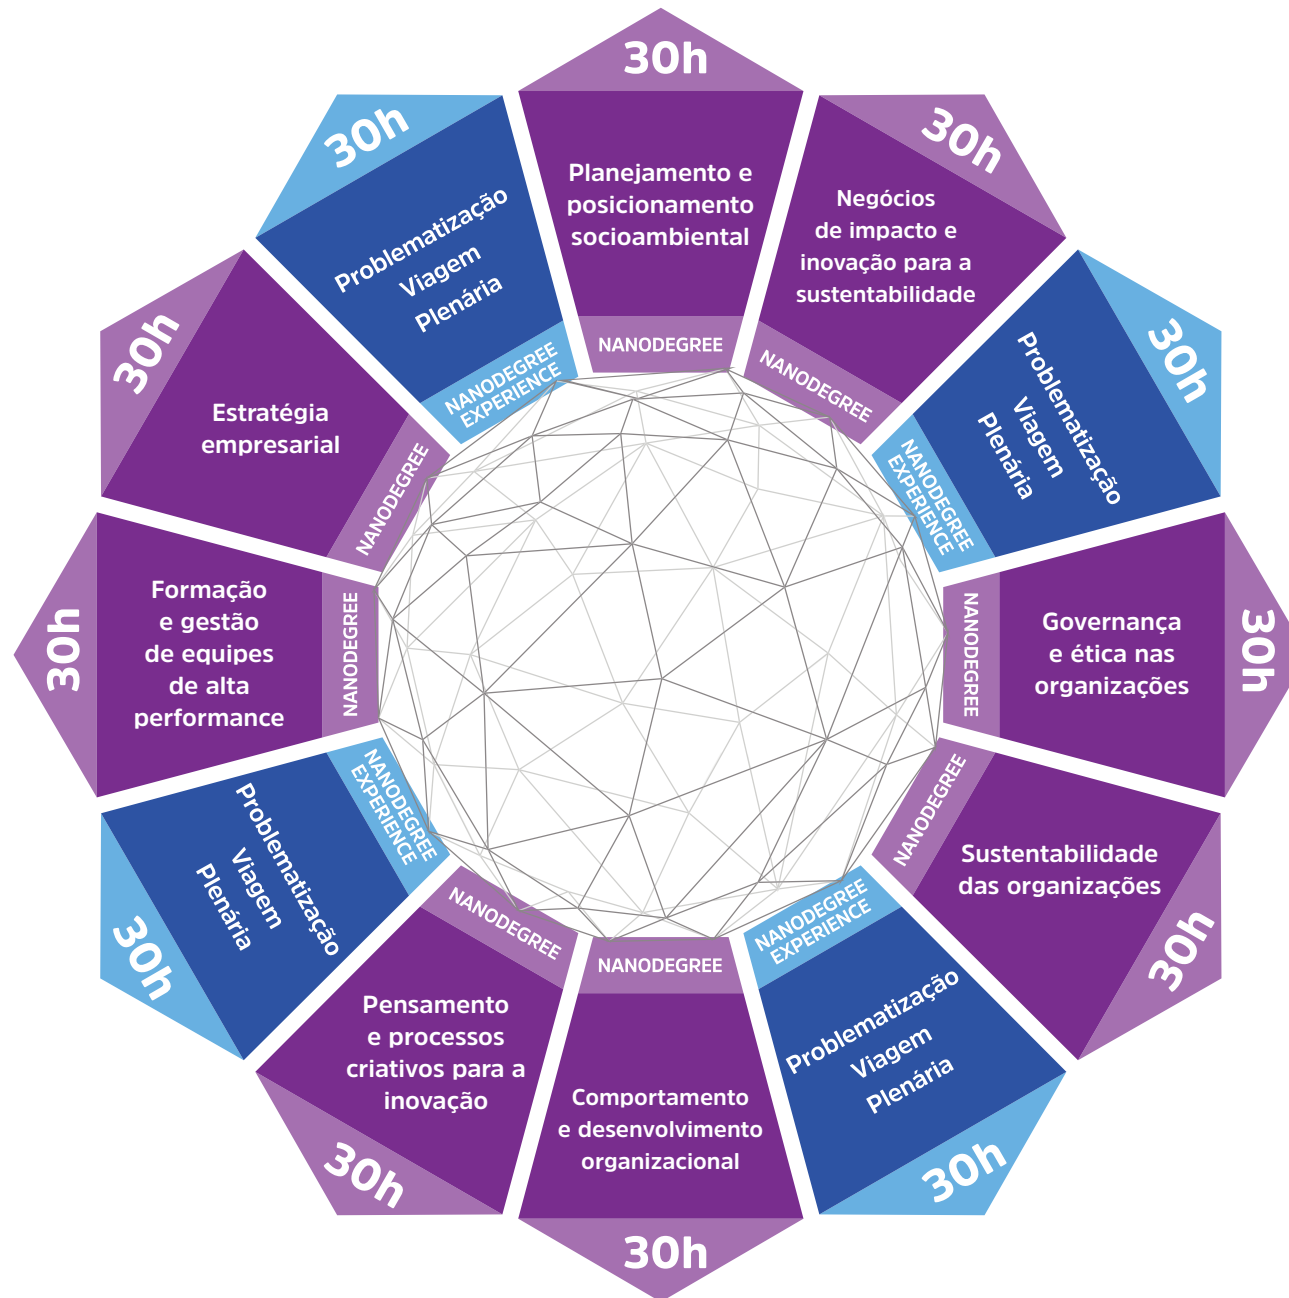 30h
Planejamento e
posicionamento
socioambiental
NANODEGREE
30h
Negócios
de impacto e
inovação para a
sustentabilidade
NANODEGREE
30h
Problematização
Viagem
Plenária
NANODEGREE
EXPERIENCE
30h
Governança
e ética nas
organizações
NANODEGREE
30h
Sustentabilidade
das organizações
NANODEGREE
30h
Problematização
Viagem
Plenária
NANODEGREE
EXPERIENCE
30h
Comportamento
e desenvolvimento
organizacional
NANODEGREE
30h
Pensamento
e processos
criativos para a
inovação
NANODEGREE
30h
Problematização
Viagem
Plenária
NANODEGREE
EXPERIENCE
30h
Formação
e gestão
de equipes
de alta
performance
NANODEGREE
30h
Estratégia
empresarial
NANODEGREE
30h
Problematização
Viagem
Plenária
NANODEGREE
EXPERIENCE